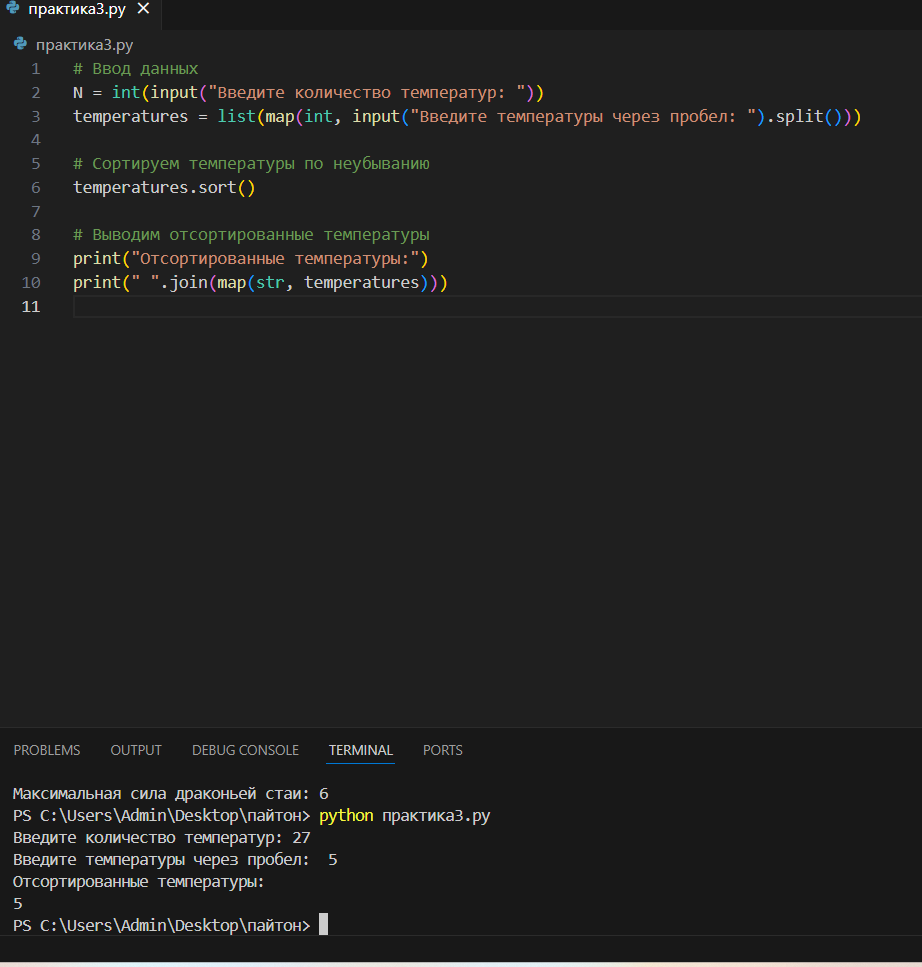 практика3.py
практика3.py
1 # Ввод данных
2 N = int(input("Введите количество температур: "))
3 temperatures = list(map(int, input("Введите температуры через пробел: ").split()))
4
5 # Сортируем температуры по неубыванию
6 temperatures.sort()
7
8 # Выводим отсортированные температуры
9 print("Отсортированные температуры:")
10 print(" ".join(map(str, temperatures)))
11
PROBLEMS OUTPUT DEBUG CONSOLE TERMINAL PORTS
Максимальная сила драконьей стаи: 6
PS C:\Users\Admin\Desktop\пайтон> python практика3.py
Введите количество температур: 27
Введите температуры через пробел:  5
Отсортированные температуры:
5
PS C:\Users\Admin\Desktop\пайтон>